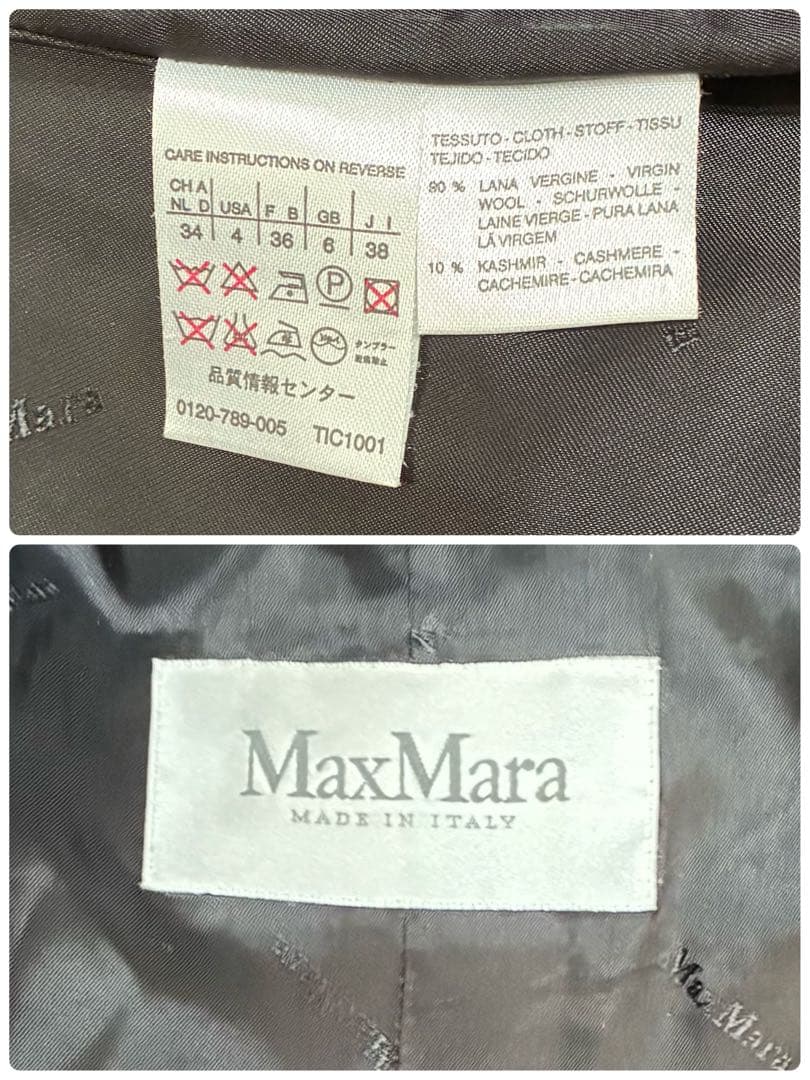 CARE INSTRUCTIONS ON REVERSE
CH A
NL D USA F B GB J I
34 4 36 6 38
P
タンブラー
乾燥禁止
品質情報センター
0120-789-005 TIC1001
TESSUTO-CLOTH-STOFF-TISSU
TEJIDO-TECIDO
90 % LANA VERGINE - VIRGIN
WOOL - SCHURWOLLE -
LAINE VIERGE-PURA LANA
LÃ VIRGEM
10 % KASHMIR - CASHMERE -
CACHEMIRE-CACHEMIRA
Mara
MaxMara
MADE IN ITALY
MaxMara